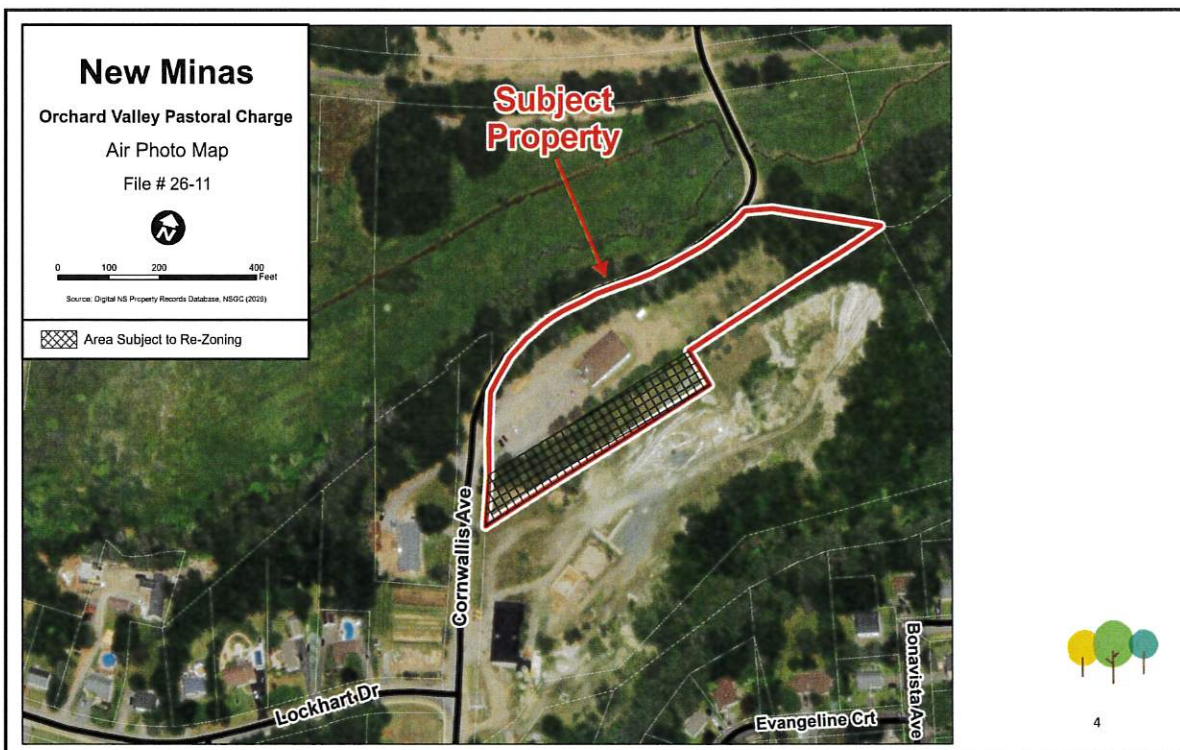 New Minas
Orchard Valley Pastoral Charge
Air Photo Map
File # 26-11
N
0 100 200 400
Feet
Source: Digital NS Property Records Database, NSGC (2026)
Area Subject to Re-Zoning
Subject
Property
Cornwallis Ave
Lockhart Dr
Evangeline Crt
Bonavista Ave
4